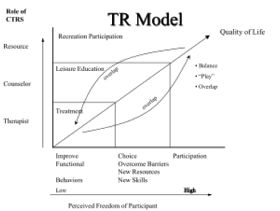 Role of
CTRS
TR Model
Quality of Life
Recreation Participation
Resource
Leisure Education
overlap
• Balance
• "Play"
• Overlap
Counselor
overlap
Treatment
Therapist
Improve
Functional
Behaviors
Choice
Overcome Barriers
New Resources
New Skills
Participation
Low
High
Perceived Freedom of Participant